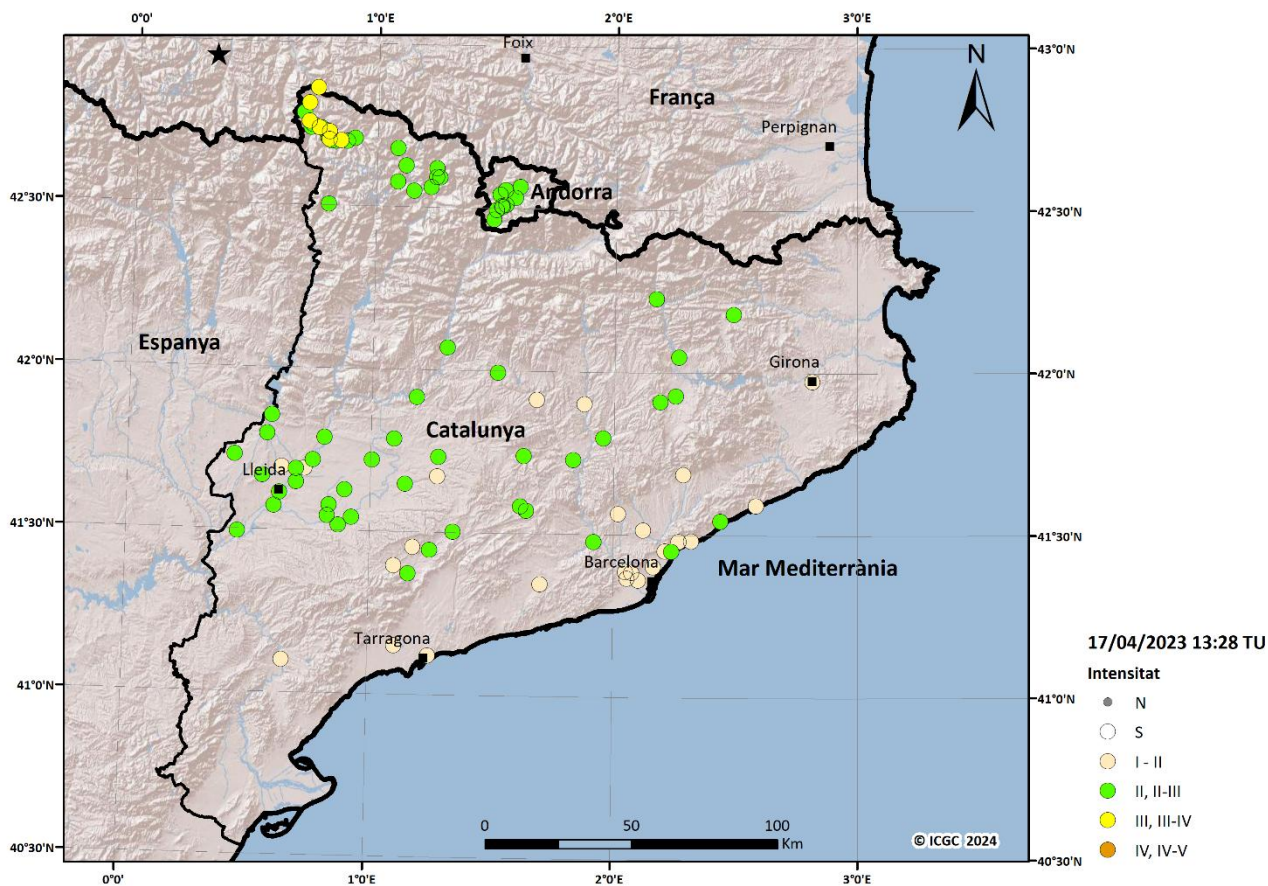 0°0' 1°0'E 2°0'E 3°0'E
Foix
43°0'N
N
França
Perpignan
42°30'N
Andorra
42°30'N
Espanya
42°0'N
Girona
42°0'N
Catalunya
Lleida
41°30'N
41°30'N
Barcelona
Mar Mediterrània
Tarragona
17/04/2023 13:28 TU
Intensitat
41°0'N
41°0'N
N
S
I - II
II, II-III
0 50 100
Km
III, III-IV
© ICGC 2024
IV, IV-V
40°30'N
40°30'N
0°0' 1°0'E 2°0'E 3°0'E